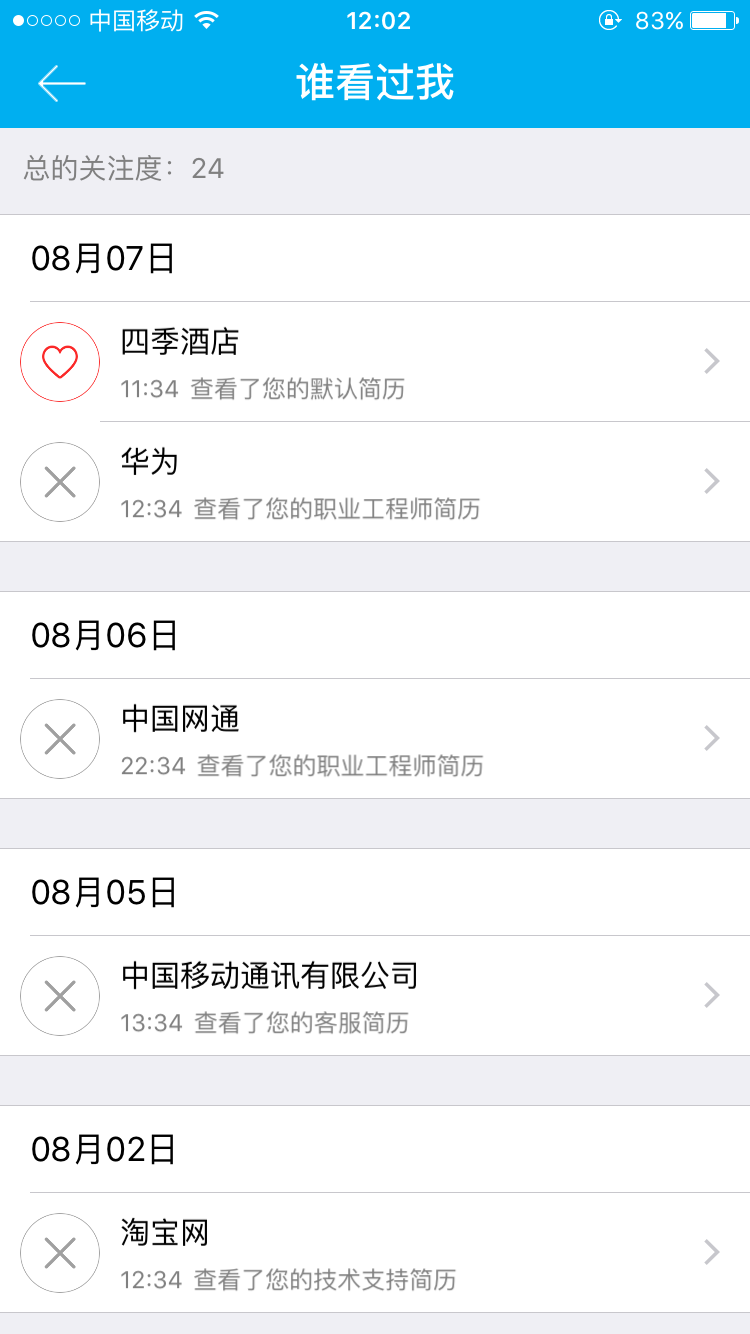 中国移动 12:02 83%
谁看过我
总的关注度：24
08月07日
四季酒店
11:34 查看了您的默认简历
华为
12:34 查看了您的职业工程师简历
08月06日
中国网通
22:34 查看了您的职业工程师简历
08月05日
中国移动通讯有限公司
13:34 查看了您的客服简历
08月02日
淘宝网
12:34 查看了您的技术支持简历